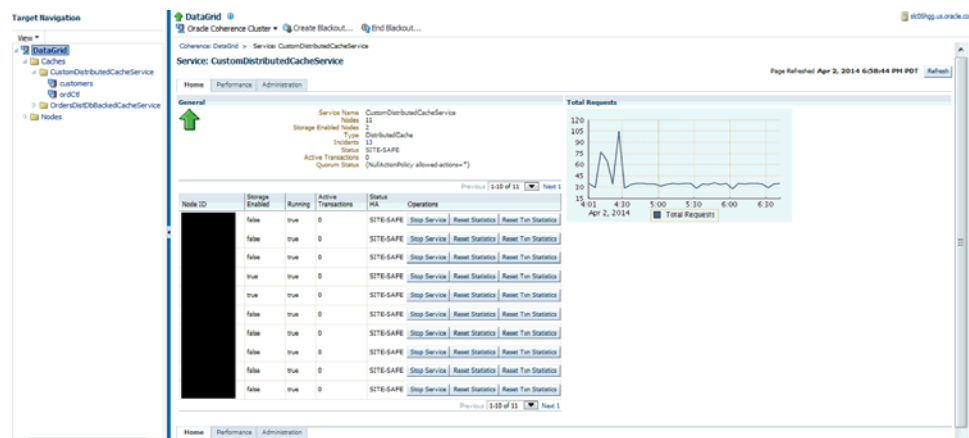 Target Navigation
View
DataGrid
Caches
CustomDistributedCacheService
customers
ordCtl
OrdersDistDbBackedCacheService
Nodes
DataGrid
Oracle Coherence Cluster Create Blackout... End Blackout...
Coherence: DataGrid > Service: CustomDistributedCacheService
Service: CustomDistributedCacheService
Page Refreshed Apr 2, 2014 6:58:44 PM PDT Refresh
Home Performance Administration
General
Service Name CustomDistributedCacheService
Nodes 11
Storage Enabled Nodes 2
Type DistributedCache
Incidents 13
Status SITE-SAFE
Active Transactions 0
Quorum Status {NullActionPolicy allowed-actions=*}
Previous 1-10 of 11 Next 1
Node ID Storage Enabled Running Active Transactions Status HA Operations
false true 0 SITE-SAFE Stop Service Reset Statistics Reset Txn Statistics
false true 0 SITE-SAFE Stop Service Reset Statistics Reset Txn Statistics
false true 0 SITE-SAFE Stop Service Reset Statistics Reset Txn Statistics
true true 0 SITE-SAFE Stop Service Reset Statistics Reset Txn Statistics
true true 0 SITE-SAFE Stop Service Reset Statistics Reset Txn Statistics
false true 0 SITE-SAFE Stop Service Reset Statistics Reset Txn Statistics
false true 0 SITE-SAFE Stop Service Reset Statistics Reset Txn Statistics
false true 0 SITE-SAFE Stop Service Reset Statistics Reset Txn Statistics
false true 0 SITE-SAFE Stop Service Reset Statistics Reset Txn Statistics
false true 0 SITE-SAFE Stop Service Reset Statistics Reset Txn Statistics
Previous 1-10 of 11 Next 1
Total Requests
120
105
90
75
60
45
30
15
4:01 4:30 5:00 5:30 6:00 6:30
Apr 2, 2014
Total Requests
Home Performance Administration